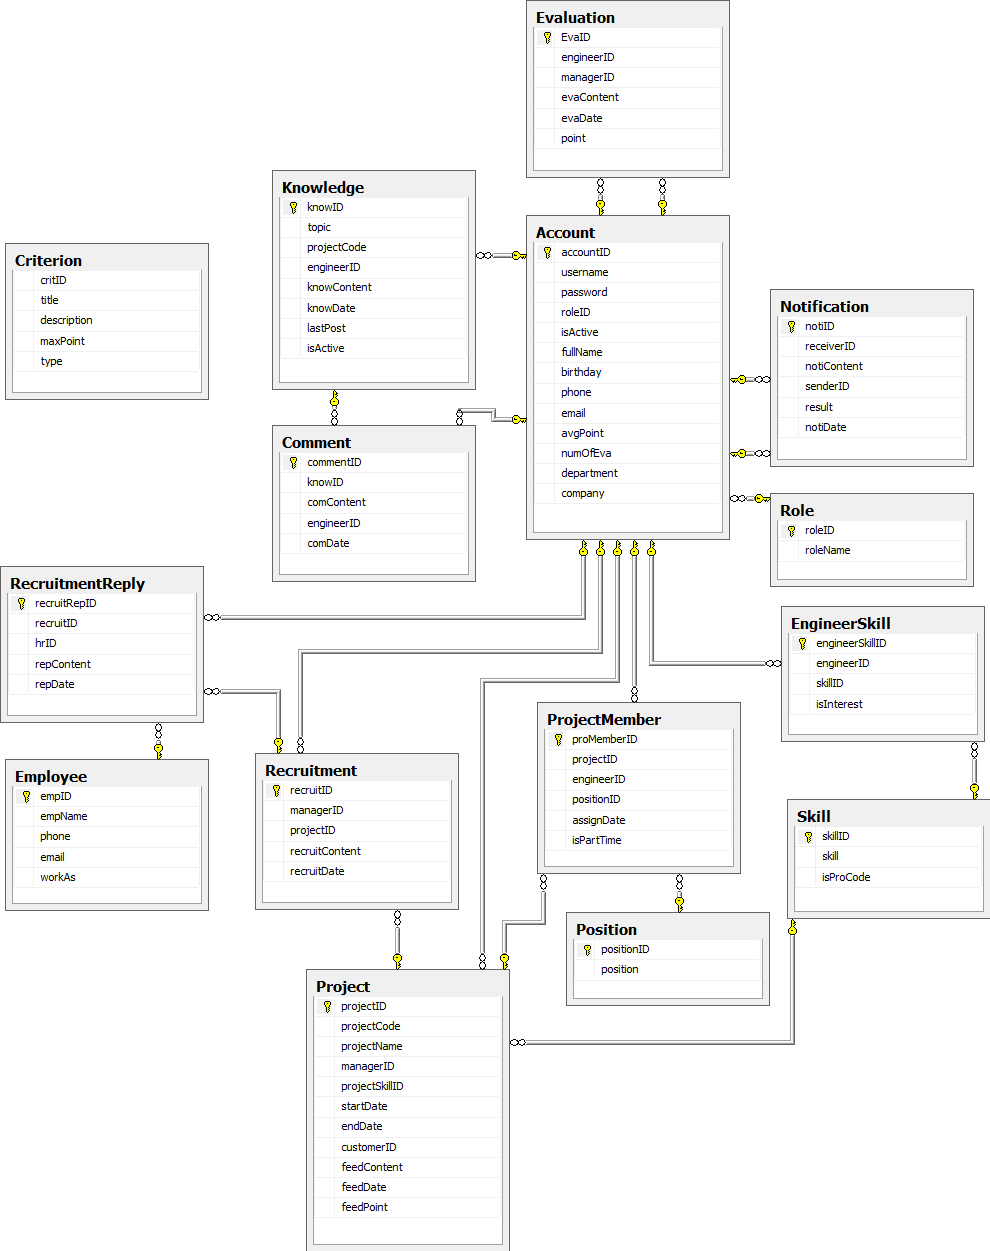 Evaluation
EvaID
engineerID
managerID
evaContent
evaDate
point
Knowledge
knowID
topic
projectCode
engineerID
knowContent
knowDate
lastPost
isActive
Account
accountID
username
password
roleID
isActive
fullName
birthday
phone
email
avgPoint
numOfEva
department
company
Criterion
critID
title
description
maxPoint
type
Notification
notiID
receiverID
notiContent
senderID
result
notiDate
Comment
commentID
knowID
comContent
engineerID
comDate
Role
roleID
roleName
RecruitmentReply
recruitRepID
recruitID
hrID
repContent
repDate
EngineerSkill
engineerSkillID
engineerID
skillID
isInterest
ProjectMember
proMemberID
projectID
engineerID
positionID
assignDate
isPartTime
Employee
empID
empName
phone
email
workAs
Recruitment
recruitID
managerID
projectID
recruitContent
recruitDate
Skill
skillID
skill
isProCode
Position
positionID
position
Project
projectID
projectCode
projectName
managerID
projectSkillID
startDate
endDate
customerID
feedContent
feedDate
feedPoint